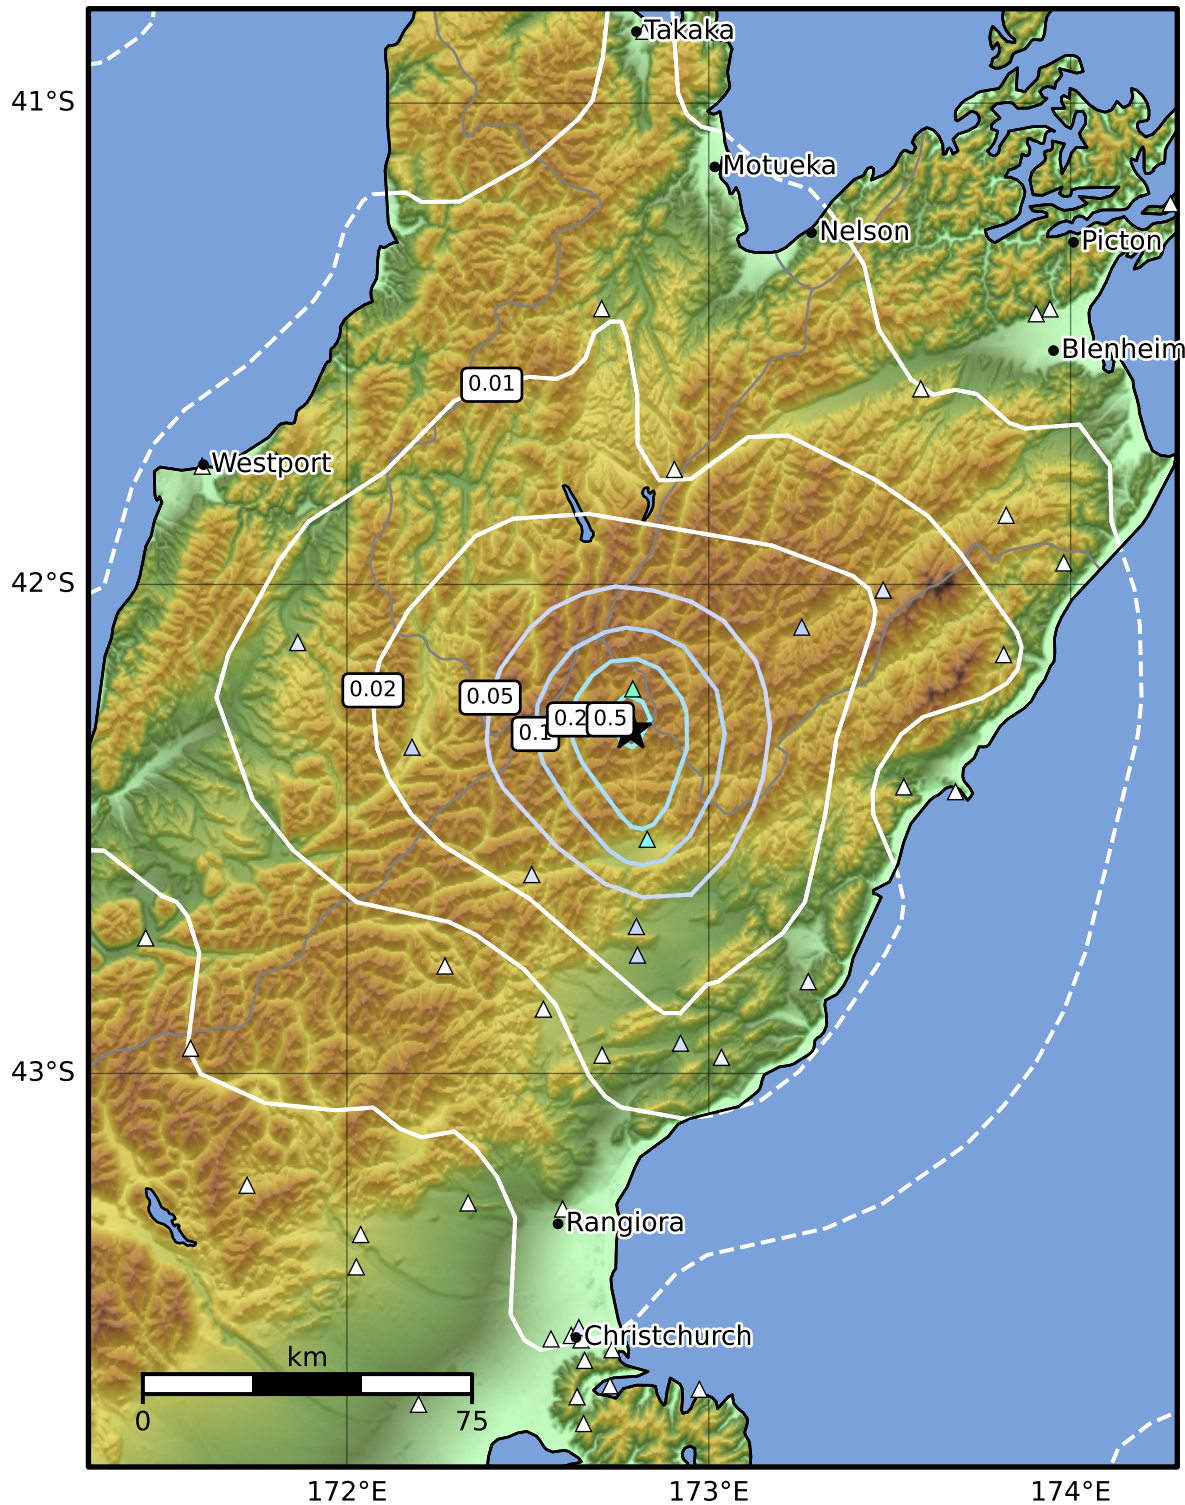 Takaka
41°S
Motueka
Nelson
Picton
Blenheim
0.01
Westport
42°S
0.02
0.05
0.1
0.2
0.5
43°S
Rangiora
Christchurch
km
0
75
172°E
173°E
174°E